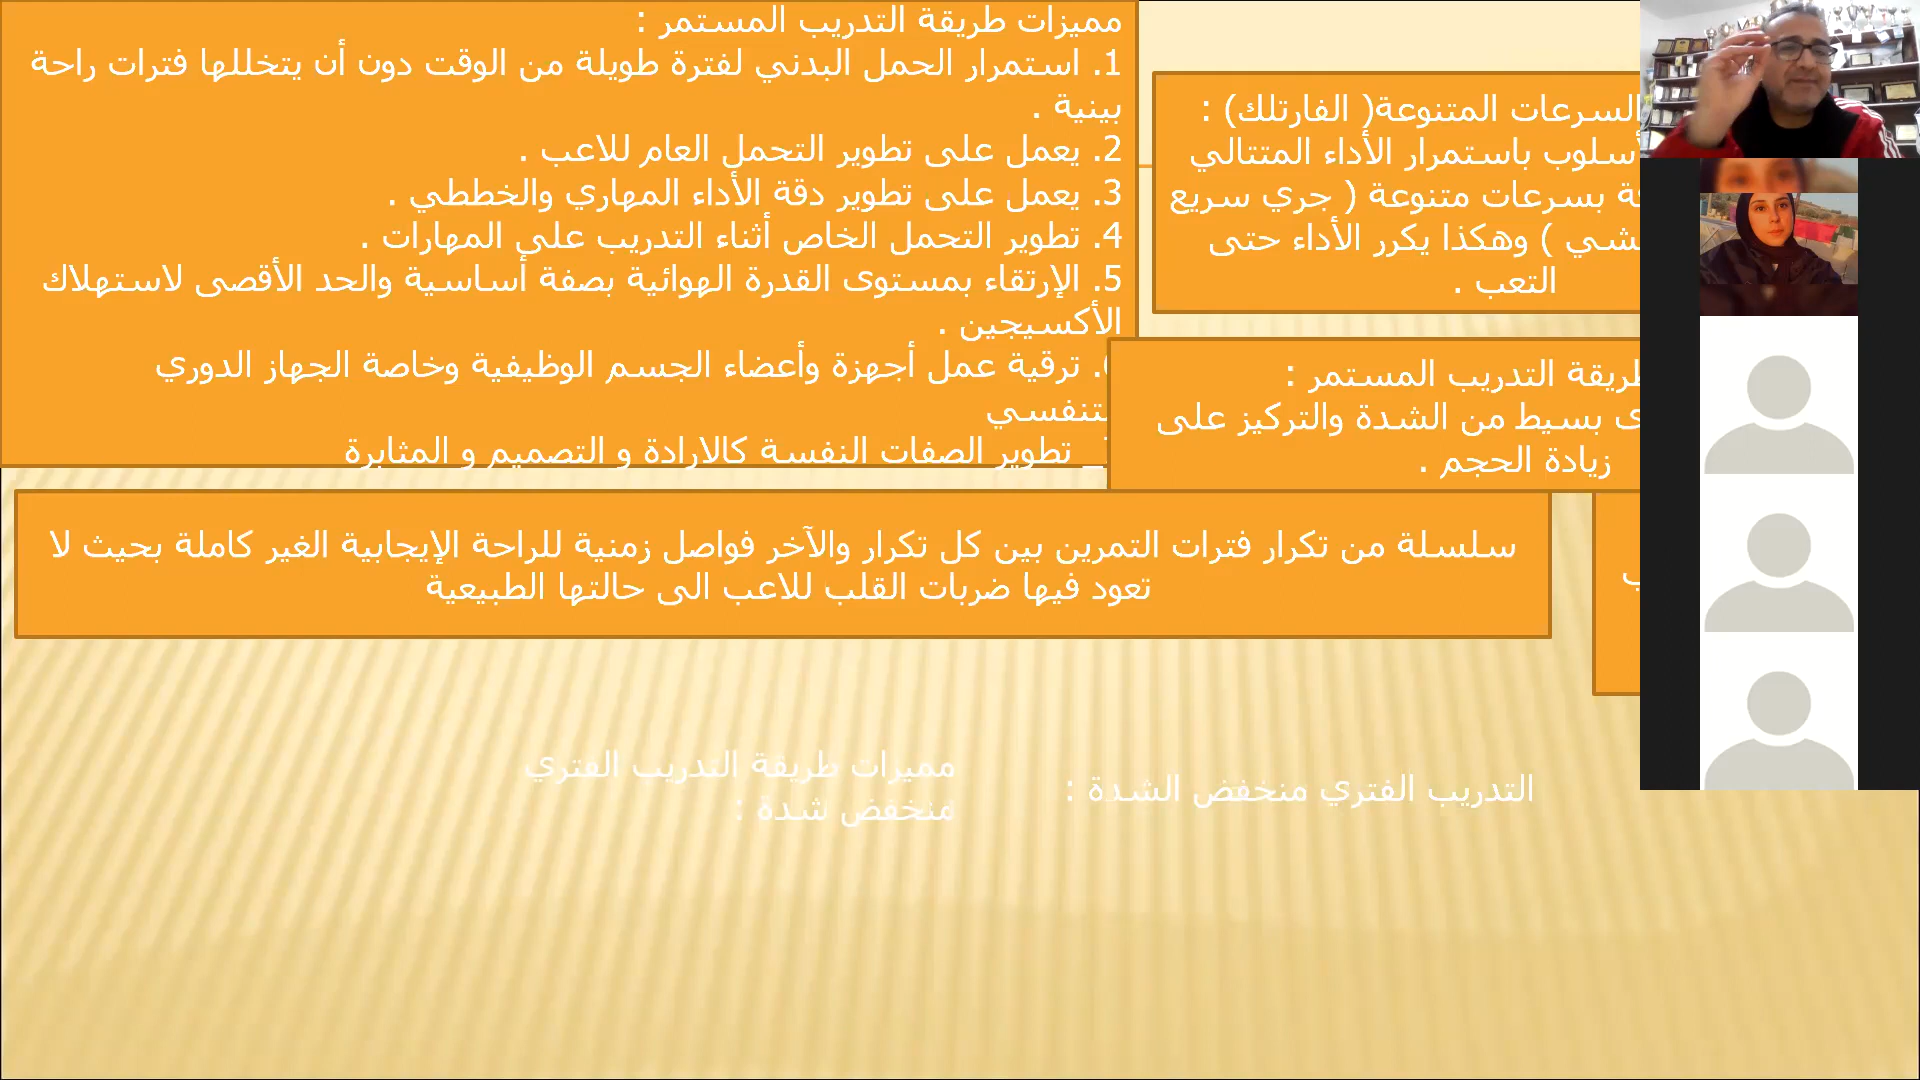 مميزات طريقة التدريب المستمر :
1. استمرار الحمل البدني لفترة طويلة من الوقت دون أن يتخللها فترات راحة
بينية .
2. يعمل على تطوير التحمل العام للاعب .
3. يعمل على تطوير دقة الأداء المهاري والخططي .
4. تطوير التحمل الخاص أثناء التدريب على المهارات .
5. الإرتقاء بمستوى القدرة الهوائية بصفة أساسية والحد الأقصى لاستهلاك
الأكسيجين .
. ترقية عمل أجهزة وأعضاء الجسم الوظيفية وخاصة الجهاز الدوري
_ تطوير الصفات النفسة كالارادة و التصميم و المثابرة
السرعات المتنوعة( الفارتلك) :
أسلوب باستمرار الأداء المتتالي
بسرعات متنوعة ( جري سريع
) وهكذا يكرر الأداء حتى
التعب .
طريقة التدريب المستمر :
بسيط من الشدة والتركيز على
زيادة الحجم .
سلسلة من تكرار فترات التمرين بين كل تكرار والآخر فواصل زمنية للراحة الإيجابية الغير كاملة بحيث لا
تعود فيها ضربات القلب للاعب الى حالتها الطبيعية
التدريب الفتري منخفض الشدة :
مميزات طريقة التدريب الفتري
منخفض شدة :